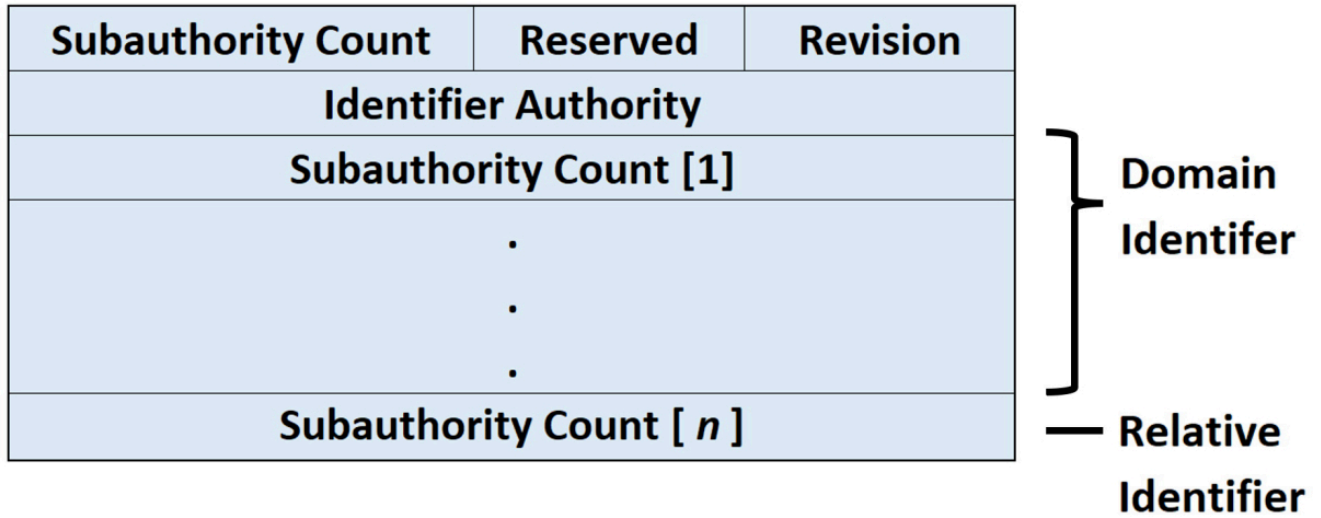 Subauthority Count Reserved Revision
Identifier Authority
Subauthority Count [1]
Domain
Identifer
.
.
.
Subauthority Count [ n ]
Relative
Identifier